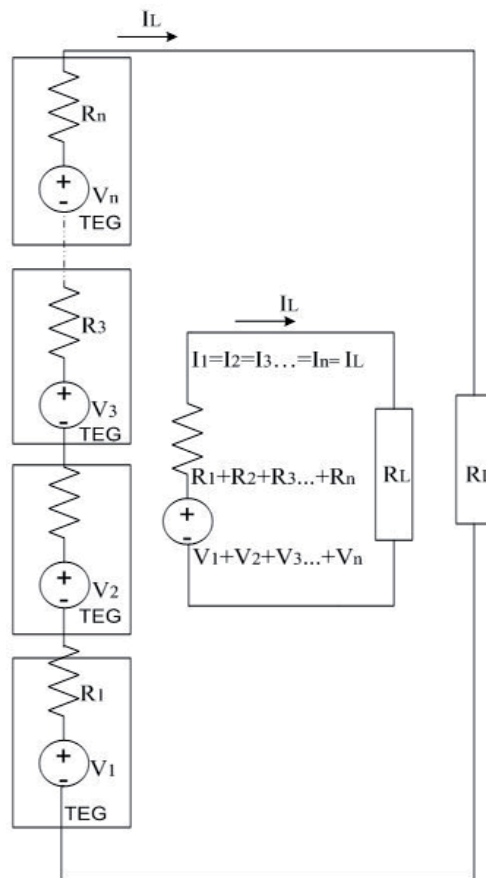 IL
Rn
+
-
Vn
TEG
R3
+
-
V3
TEG
+
-
V2
TEG
R1
+
-
V1
TEG
IL
I1=I2=I3...=In= IL
R1+R2+R3...+Rn
+
-
V1+V2+V3...+Vn
RL
RL